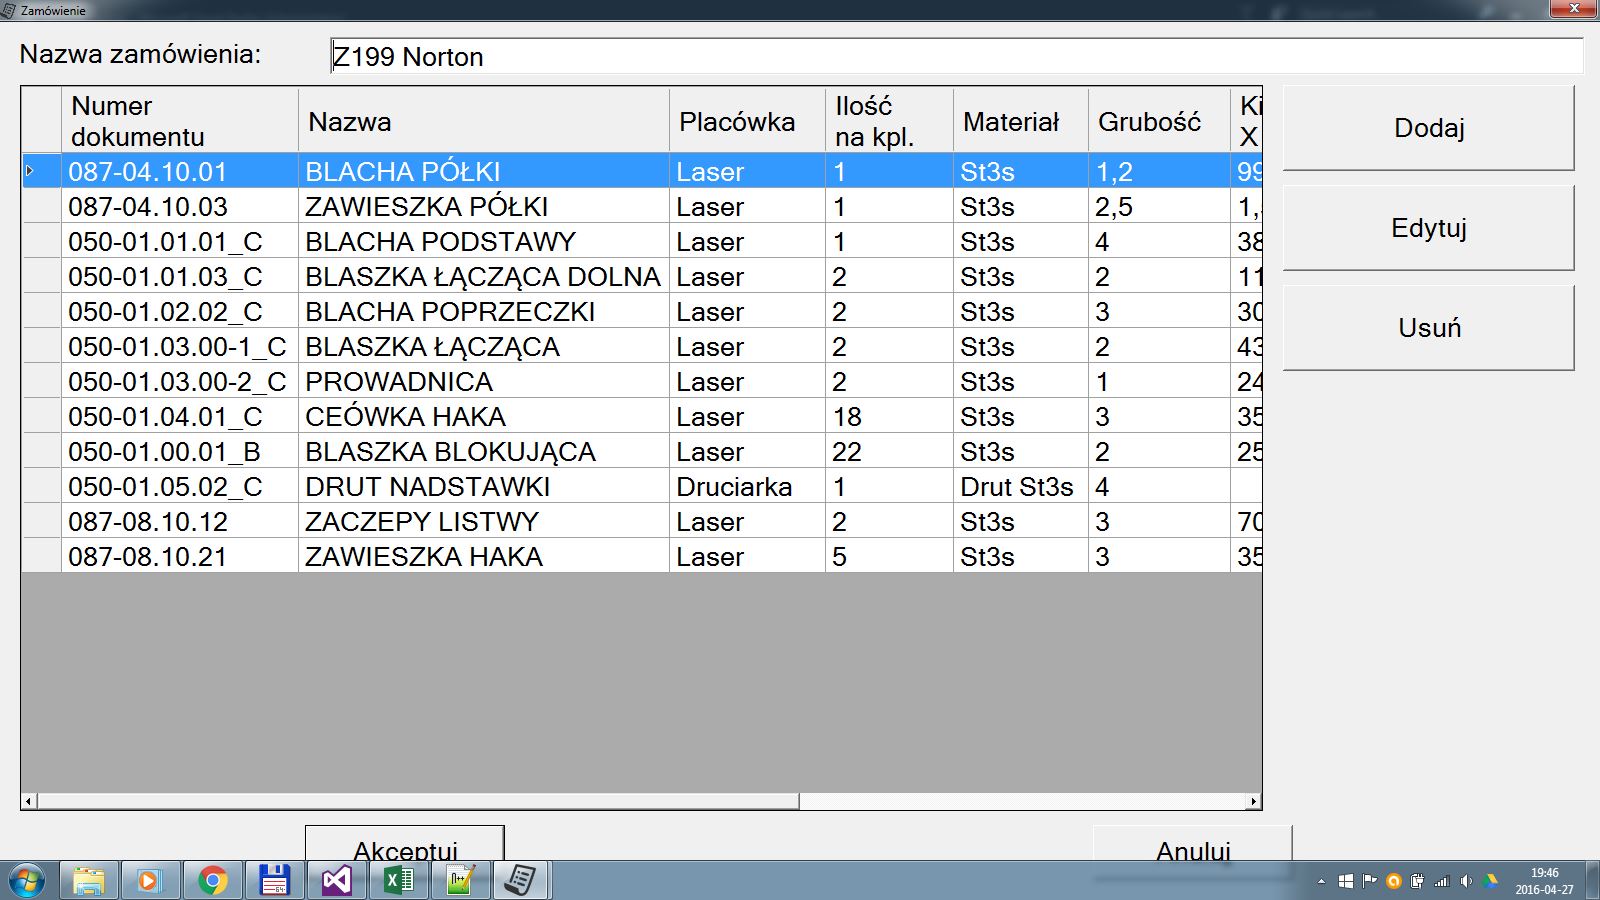 Zamówienie
Nazwa zamówienia: Z199 Norton
Numer dokumentu Nazwa Placówka Ilość na kpl. Materiał Grubość Ki X
087-04.10.01 BLACHA PÓŁKI Laser 1 St3s 1,2 99
087-04.10.03 ZAWIESZKA PÓŁKI Laser 1 St3s 2,5 1,
050-01.01.01_C BLACHA PODSTAWY Laser 1 St3s 4 38
050-01.01.03_C BLASZKA ŁĄCZĄCA DOLNA Laser 2 St3s 2 11
050-01.02.02_C BLACHA POPRZECZKI Laser 2 St3s 3 30
050-01.03.00-1_C BLASZKA ŁĄCZĄCA Laser 2 St3s 2 43
050-01.03.00-2_C PROWADNICA Laser 2 St3s 1 24
050-01.04.01_C CEÓWKA HAKA Laser 18 St3s 3 35
050-01.00.01_B BLASZKA BLOKUJĄCA Laser 22 St3s 2 25
050-01.05.02_C DRUT NADSTAWKI Druciarka 1 Drut St3s 4
087-08.10.12 ZACZEPY LISTWY Laser 2 St3s 3 70
087-08.10.21 ZAWIESZKA HAKA Laser 5 St3s 3 35
Dodaj
Edytuj
Usuń
Akceptuj Anuluj
19:46
2016-04-27